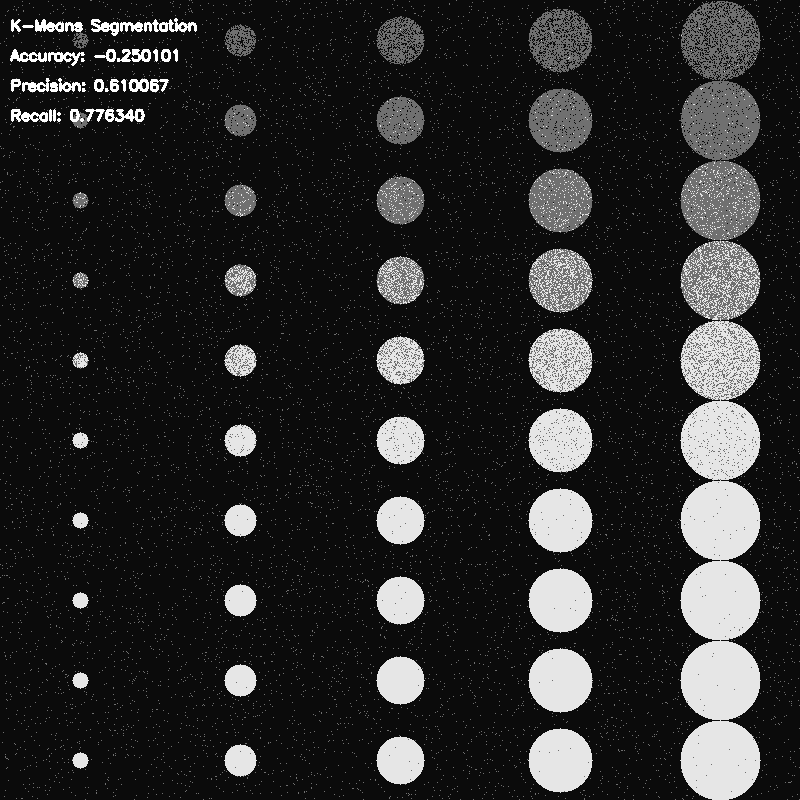 K-Means Segmentation
Accuracy: -0.250101
Precision: 0.610067
Recall: 0.776340